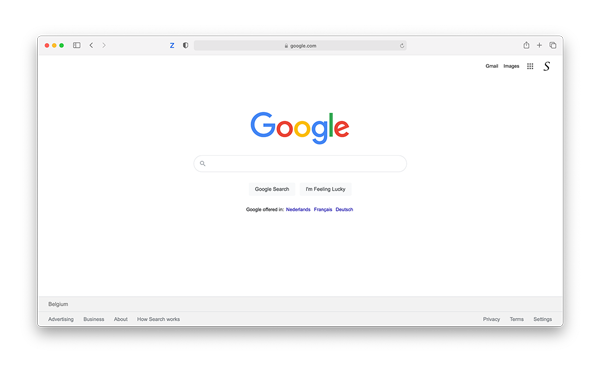 Z google.com
Gmail Images S
Google
Google Search I'm Feeling Lucky
Google offered in: Nederlands Français Deutsch
Belgium
Advertising Business About How Search works Privacy Terms Settings